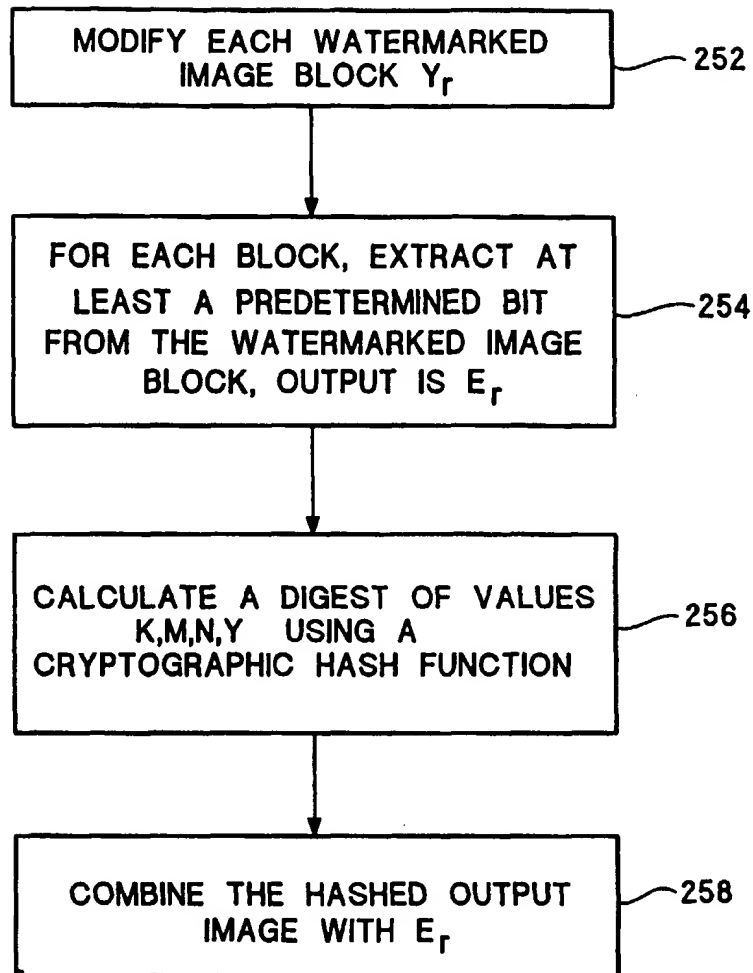 MODIFY EACH WATERMARKED
IMAGE BLOCK Yr
252
FOR EACH BLOCK, EXTRACT AT
LEAST A PREDETERMINED BIT
FROM THE WATERMARKED IMAGE
BLOCK, OUTPUT IS Er
254
CALCULATE A DIGEST OF VALUES
K,M,N,Y USING A
CRYPTOGRAPHIC HASH FUNCTION
256
COMBINE THE HASHED OUTPUT
IMAGE WITH Er
258